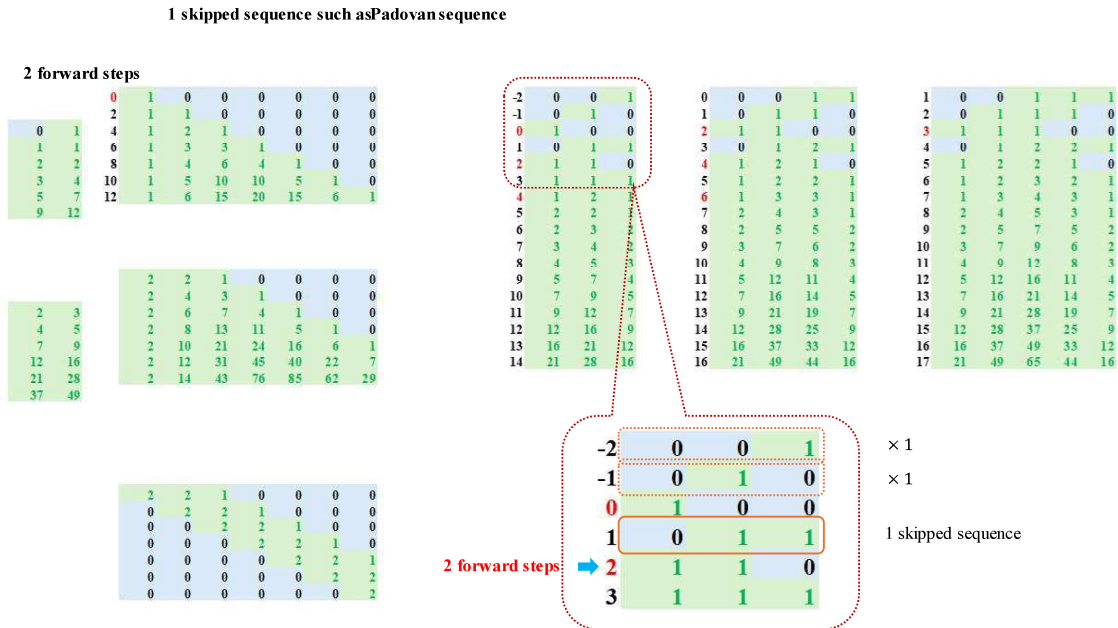 1 skipped sequence such asPadovan sequence
2 forward steps
0 1
1 1
2 2
3 4
5 7
9 12
0 1 0 0 0 0 0 0
2 1 1 0 0 0 0 0
4 1 2 1 0 0 0 0
6 1 3 3 1 0 0 0
8 1 4 6 4 1 0 0
10 1 5 10 10 5 1 0
12 1 6 15 20 15 6 1
2 3
4 5
7 9
12 16
21 28
37 49
2 2 1 0 0 0 0
2 4 3 1 0 0 0
2 6 7 4 1 0 0
2 8 13 11 5 1 0
2 10 21 24 16 6 1
2 12 31 45 40 22 7
2 14 43 76 85 62 29
2 2 1 0 0 0 0
0 2 2 1 0 0 0
0 0 2 2 1 0 0
0 0 0 2 2 1 0
0 0 0 0 2 2 1
0 0 0 0 0 2 2
0 0 0 0 0 0 2
-2 0 0 1
-1 0 1 0
0 1 0 0
1 0 1 1
2 1 1 0
3 1 1 1
4 1 2 1
5 2 2 1
6 2 3 2
7 3 4 2
8 4 5 3
9 5 7 4
10 7 9 5
11 9 12 7
12 12 16 9
13 16 21 12
14 21 28 16
0 0 0 1 1
1 0 1 1 0
2 1 1 0 0
3 0 1 2 1
4 1 2 1 0
5 1 2 2 1
6 1 3 3 1
7 2 4 3 1
8 2 5 5 2
9 3 7 6 2
10 4 9 8 3
11 5 12 11 4
12 7 16 14 5
13 9 21 19 7
14 12 28 25 9
15 16 37 33 12
16 21 49 44 16
1 0 0 1 1 1
2 0 1 1 1 0
3 1 1 1 0 0
4 0 1 2 2 1
5 1 2 2 1 0
6 1 2 3 2 1
7 1 3 4 3 1
8 2 4 5 3 1
9 2 5 7 5 2
10 3 7 9 6 2
11 4 9 12 8 3
12 5 12 16 11 4
13 7 16 21 14 5
14 9 21 28 19 7
15 12 28 37 25 9
16 16 37 49 33 12
17 21 49 65 44 16
-2 0 0 1 × 1
-1 0 1 0 × 1
0 1 0 0
1 0 1 1 1 skipped sequence
2 forward steps 2 1 1 0
3 1 1 1